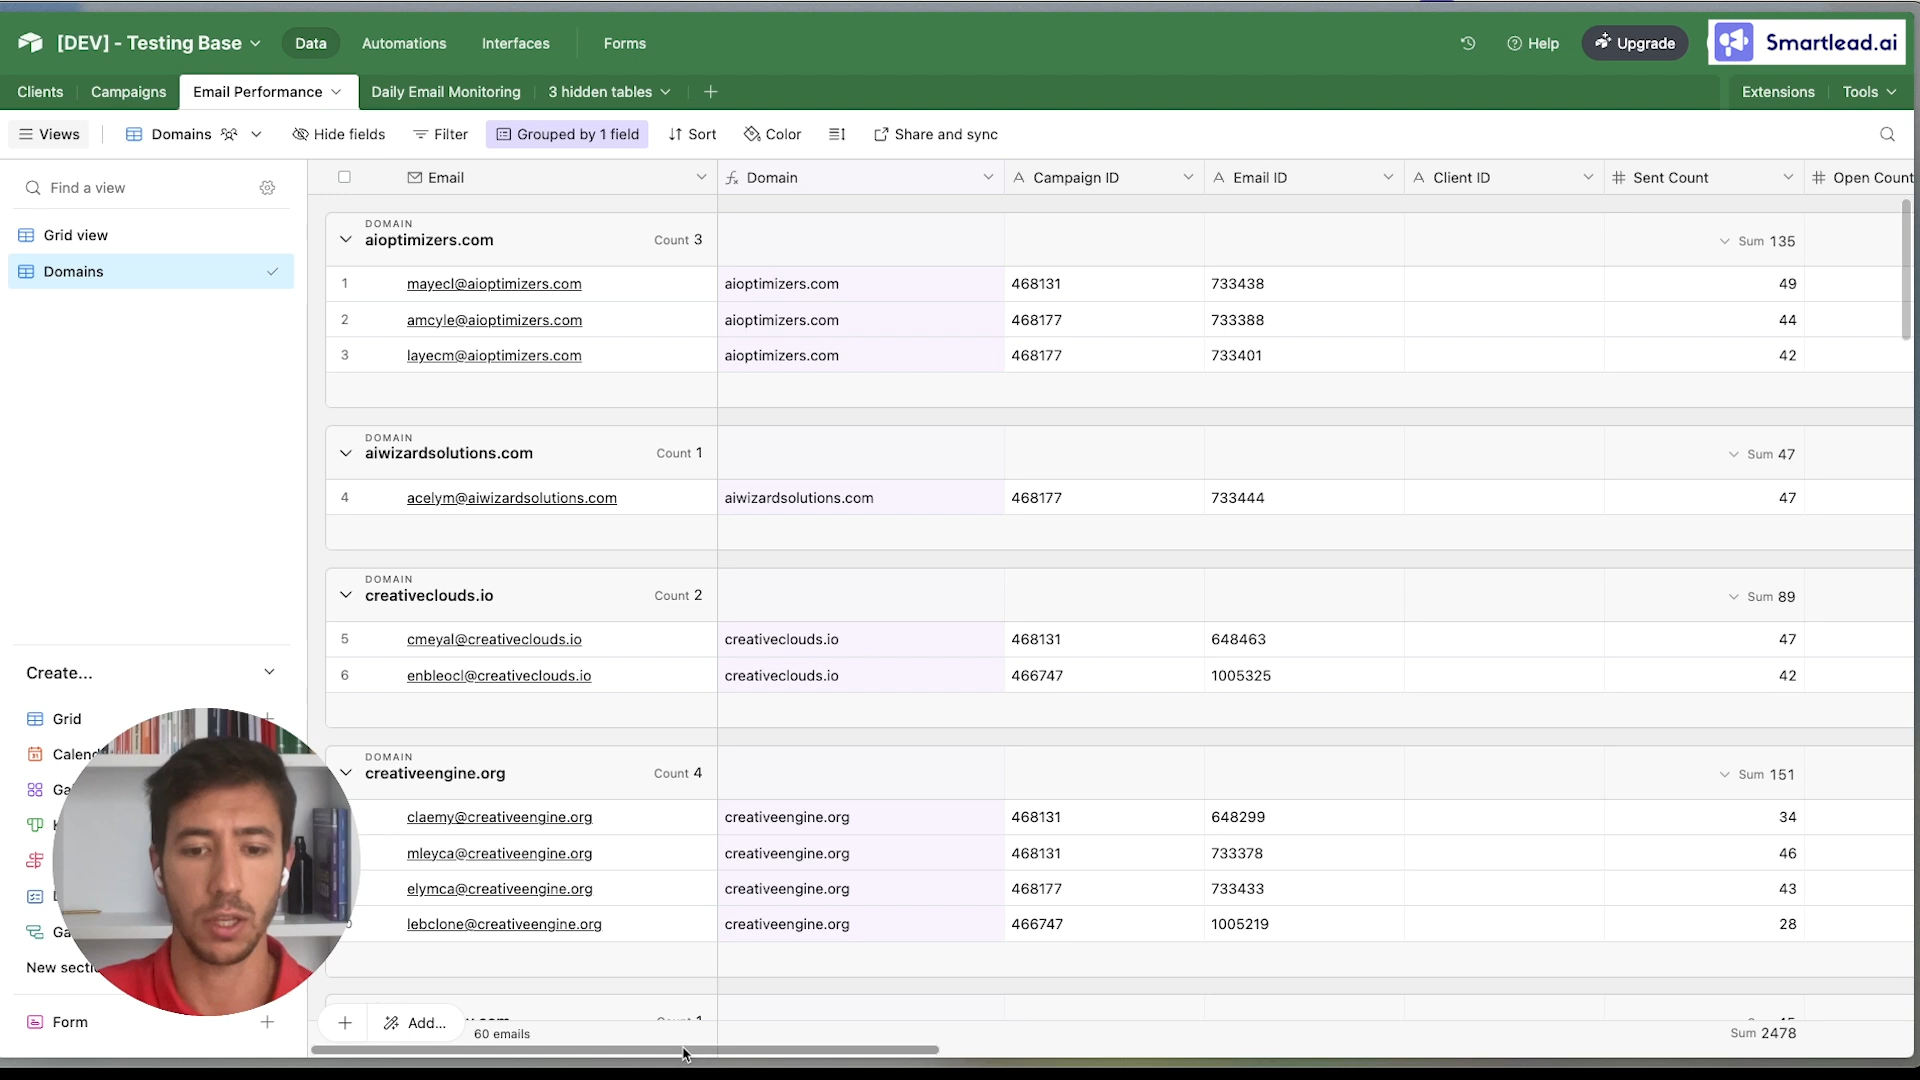 [DEV] - Testing Base
Data
Automations
Interfaces
Forms
Help
Upgrade
Smartlead.ai
Clients
Campaigns
Email Performance
Daily Email Monitoring
3 hidden tables
Extensions
Tools
Views
Domains
Hide fields
Filter
Grouped by 1 field
Sort
Color
Share and sync
Find a view
Grid view
Domains
Create...
Grid
New
Form
Email Domain Campaign ID Email ID Client ID Sent Count Open Count
DOMAIN
aioptimizers.com Count 3 Sum 135
1 mayecl@aioptimizers.com aioptimizers.com 468131 733438 49
2 amcyle@aioptimizers.com aioptimizers.com 468177 733388 44
3 layecm@aioptimizers.com aioptimizers.com 468177 733401 42
DOMAIN
aiwizardsolutions.com Count 1 Sum 47
4 acelym@aiwizardsolutions.com aiwizardsolutions.com 468177 733444 47
DOMAIN
creativeclouds.io Count 2 Sum 89
5 cmeyal@creativeclouds.io creativeclouds.io 468131 648463 47
6 enbleocl@creativeclouds.io creativeclouds.io 466747 1005325 42
DOMAIN
creativeengine.org Count 4 Sum 151
claemy@creativeengine.org creativeengine.org 468131 648299 34
mleyca@creativeengine.org creativeengine.org 468131 733378 46
elymca@creativeengine.org creativeengine.org 468177 733433 43
lebclone@creativeengine.org creativeengine.org 466747 1005219 28
Add...
60 emails
Sum 2478